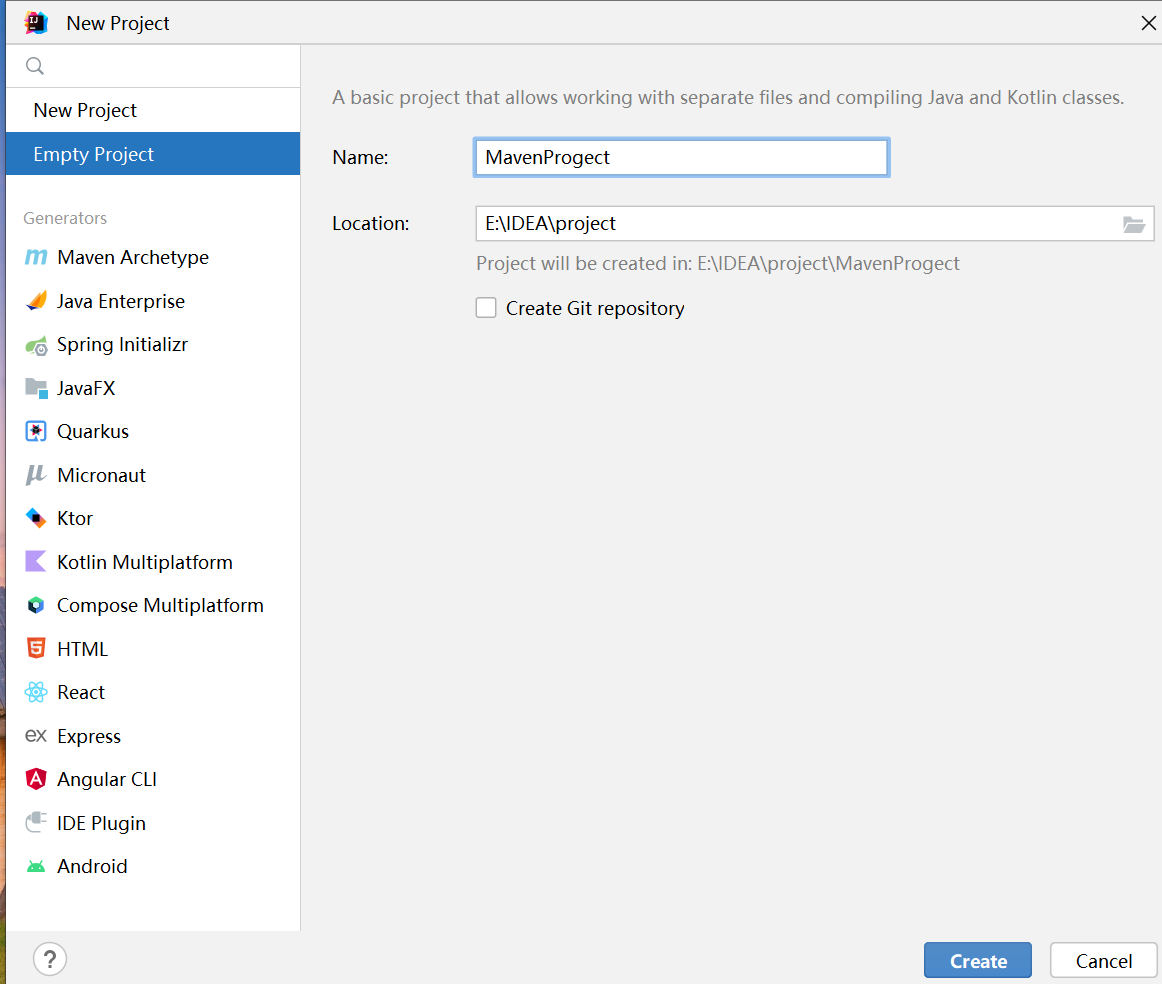 New Project
New Project
Empty Project
Generators
Maven Archetype
Java Enterprise
Spring Initializr
JavaFX
Quarkus
Micronaut
Ktor
Kotlin Multiplatform
Compose Multiplatform
HTML
React
ex Express
Angular CLI
IDE Plugin
Android
A basic project that allows working with separate files and compiling Java and Kotlin classes.
Name: MavenProgect
Location: E:\IDEA\project
Project will be created in: E:\IDEA\project\MavenProgect
Create Git repository
?
Create
Cancel